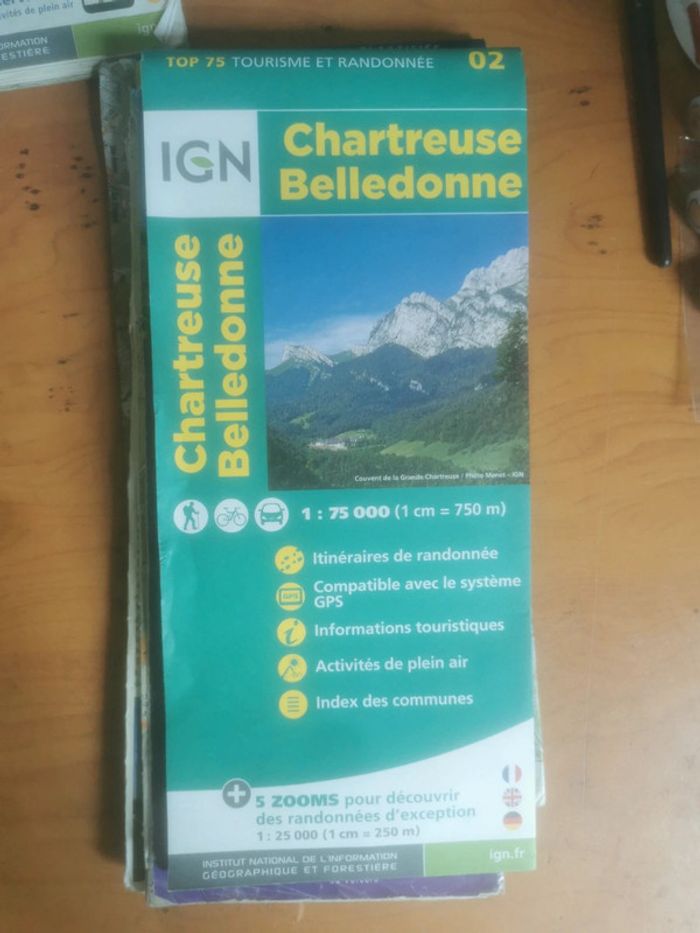 ivités de plein air
ORMATION
ORESTIÈRE
TOP 75 TOURISME ET RANDONNÉE 02
IGN
Chartreuse
Belledonne
Chartreuse
Belledonne
Couvent de la Grande Chartreuse / Photo Monet - IGN
1 : 75 000 (1 cm = 750 m)
Itinéraires de randonnée
Compatible avec le système
GPS
GPS
Informations touristiques
Activités de plein air
Index des communes
5 ZOOMS pour découvrir
des randonnées d'exception
1 : 25 000 (1 cm = 250 m)
INSTITUT NATIONAL DE L'INFORMATION
GÉOGRAPHIQUE ET FORESTIÈRE
ign.fr